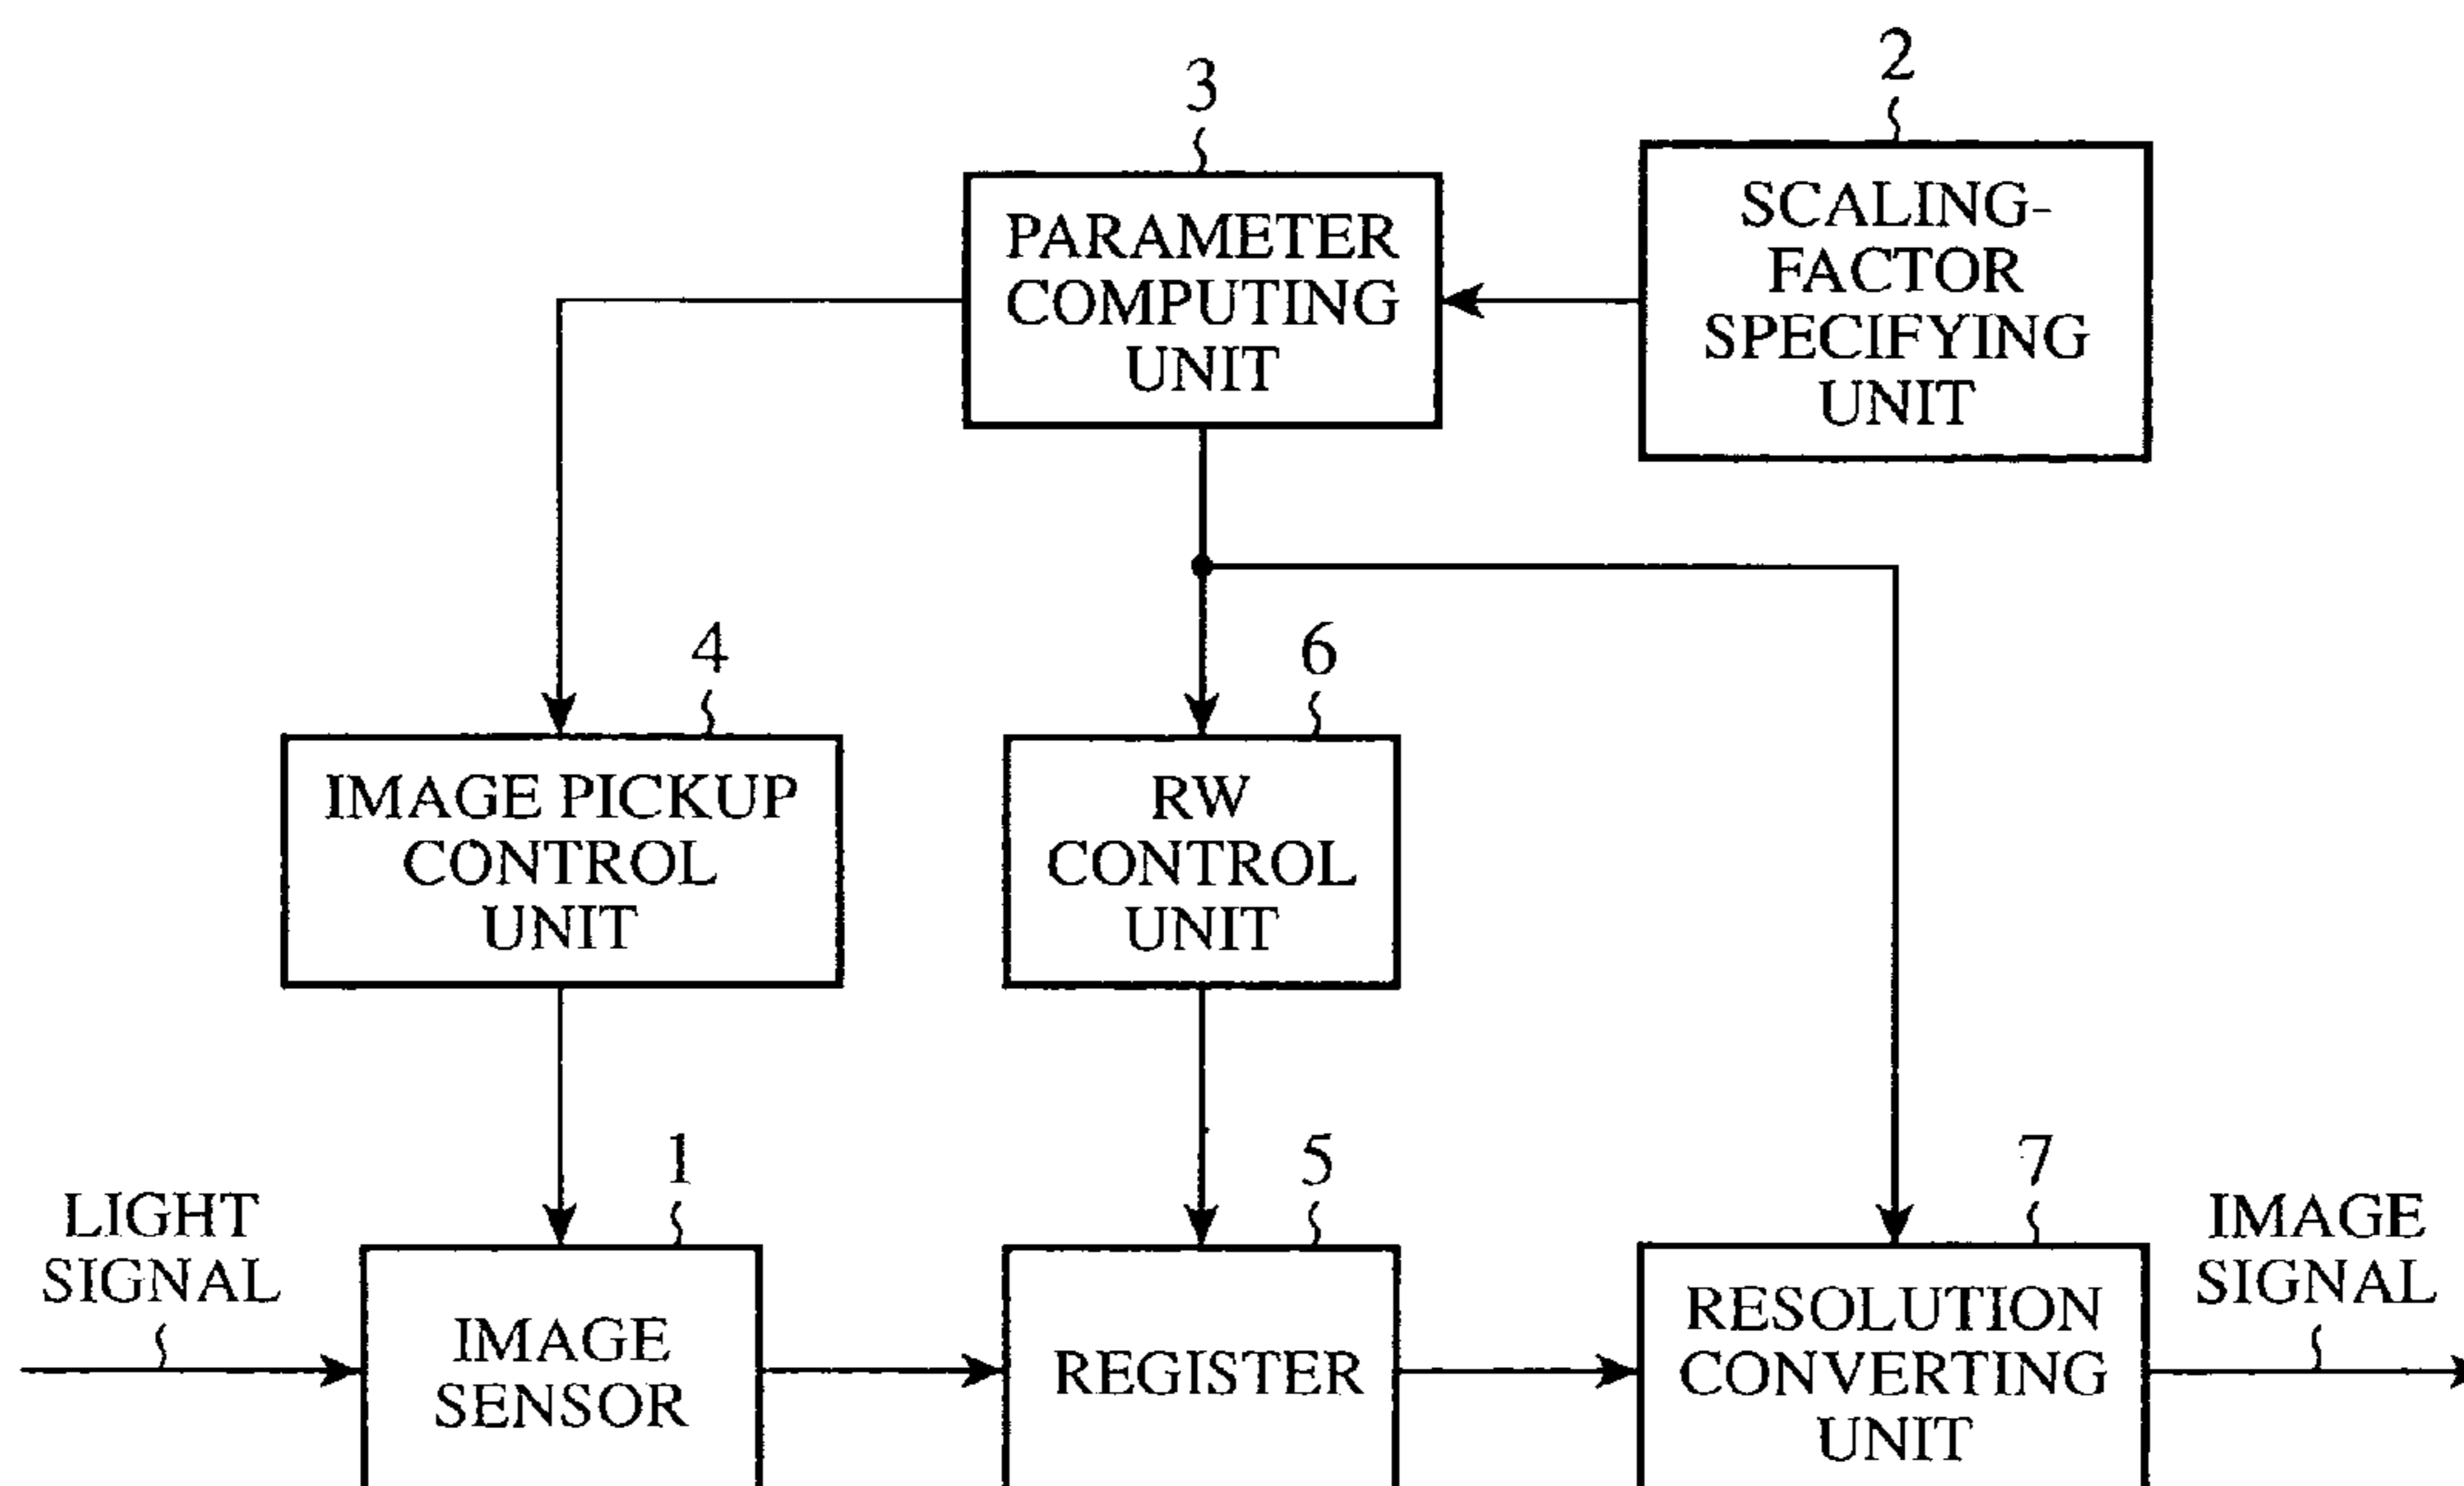 2
3
SCALING-
FACTOR
SPECIFYING
UNIT
PARAMETER
COMPUTING
UNIT
4
6
IMAGE PICKUP
CONTROL
UNIT
RW
CONTROL
UNIT
1
5
7
LIGHT
SIGNAL
IMAGE
SENSOR
REGISTER
RESOLUTION
CONVERTING
UNIT
IMAGE
SIGNAL